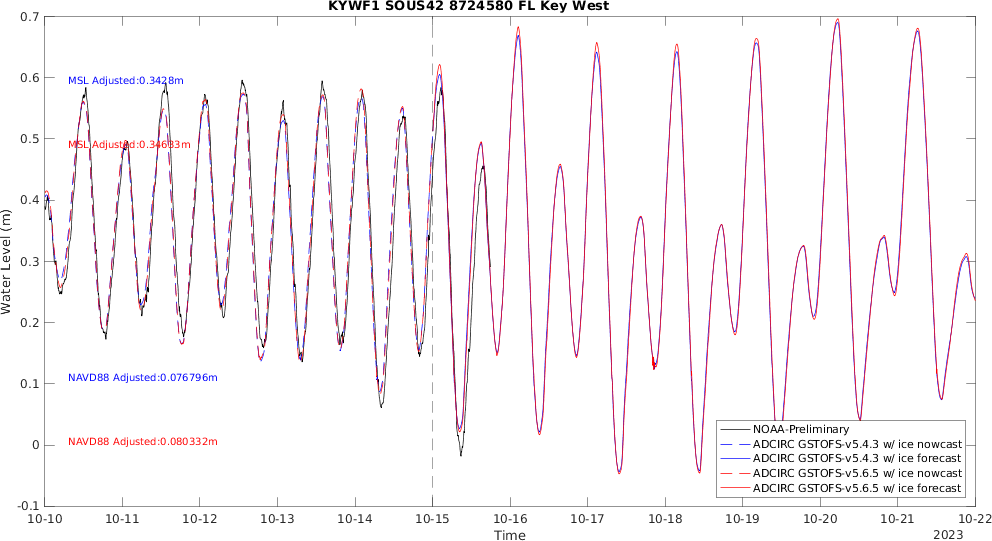 KYWF1 SOUS42 8724580 FL Key West
0.7
0.6
0.5
0.4
0.3
0.2
0.1
0
-0.1
Water Level (m)
MSL Adjusted:0.3428m
MSL Adjusted:0.34633m
NAVD88 Adjusted:0.076796m
NAVD88 Adjusted:0.080332m
NOAA-Preliminary
ADCIRC GSTOFS-v5.4.3 w/ ice nowcast
ADCIRC GSTOFS-v5.4.3 w/ ice forecast
ADCIRC GSTOFS-v5.6.5 w/ ice nowcast
ADCIRC GSTOFS-v5.6.5 w/ ice forecast
10-10 10-11 10-12 10-13 10-14 10-15 10-16 10-17 10-18 10-19 10-20 10-21 10-22
Time
2023